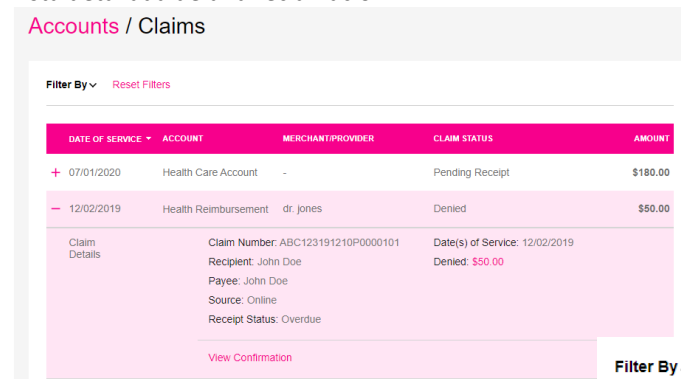 Accounts / Claims
Filter By Reset Filters
DATE OF SERVICE ACCOUNT MERCHANT/PROVIDER CLAIM STATUS AMOUNT
+ 07/01/2020 Health Care Account - Pending Receipt $180.00
− 12/02/2019 Health Reimbursement dr. jones Denied $50.00
Claim Details
Claim Number: ABC123191210P0000101
Recipient: John Doe
Payee: John Doe
Source: Online
Receipt Status: Overdue
Date(s) of Service: 12/02/2019
Denied: $50.00
View Confirmation
Filter By